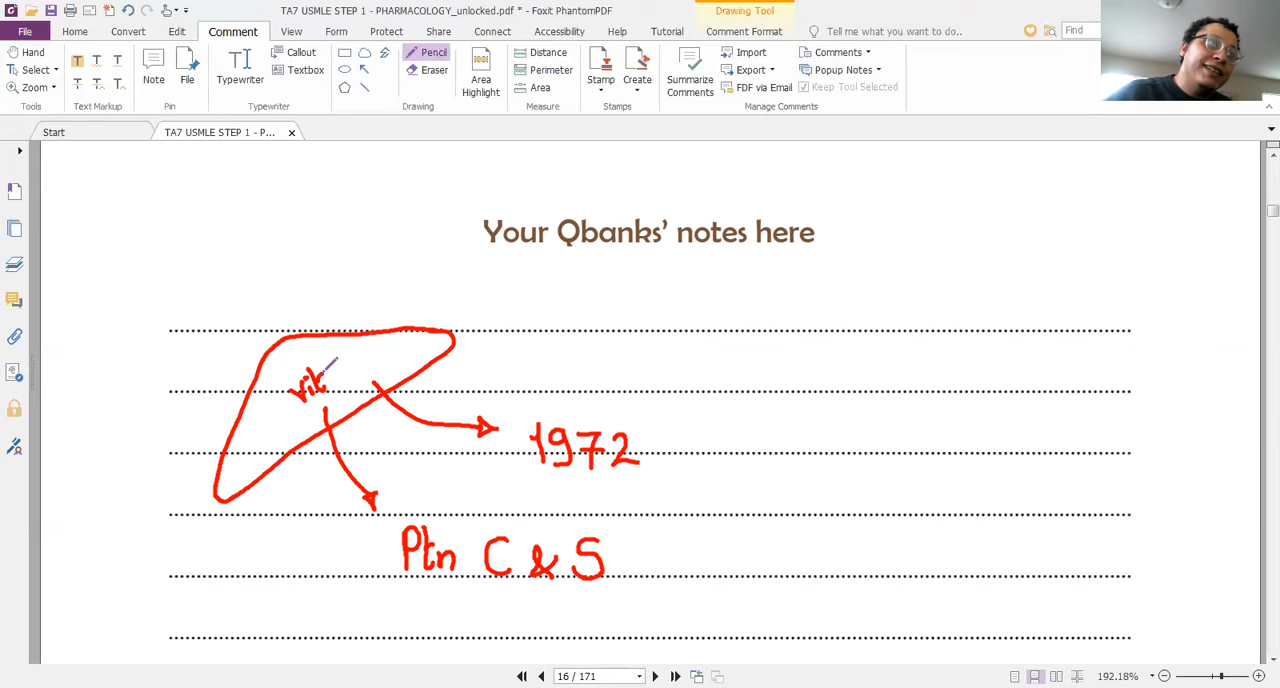 TA7 USMLE STEP 1 - PHARMACOLOGY_unlocked.pdf * - Foxit PhantomPDF
Drawing Tool
File Home Convert Edit Comment View Form Protect Share Connect Accessibility Help Tutorial Comment Format Tell me what you want to do... Find
Hand
Select
Zoom
Tools
Text Markup
Note
File
Pin
Typewriter
Callout
Textbox
Typewriter
Pencil
Eraser
Drawing
Area Highlight
Distance
Perimeter
Area
Measure
Stamp
Create
Stamps
Summarize Comments
Import
Export
FDF via Email
Comments
Popup Notes
Keep Tool Selected
Manage Comments
Start
TA7 USMLE STEP 1 - P...
Your Qbanks' notes here
vit
1972
Ptn C & S
16 / 171
192.18%